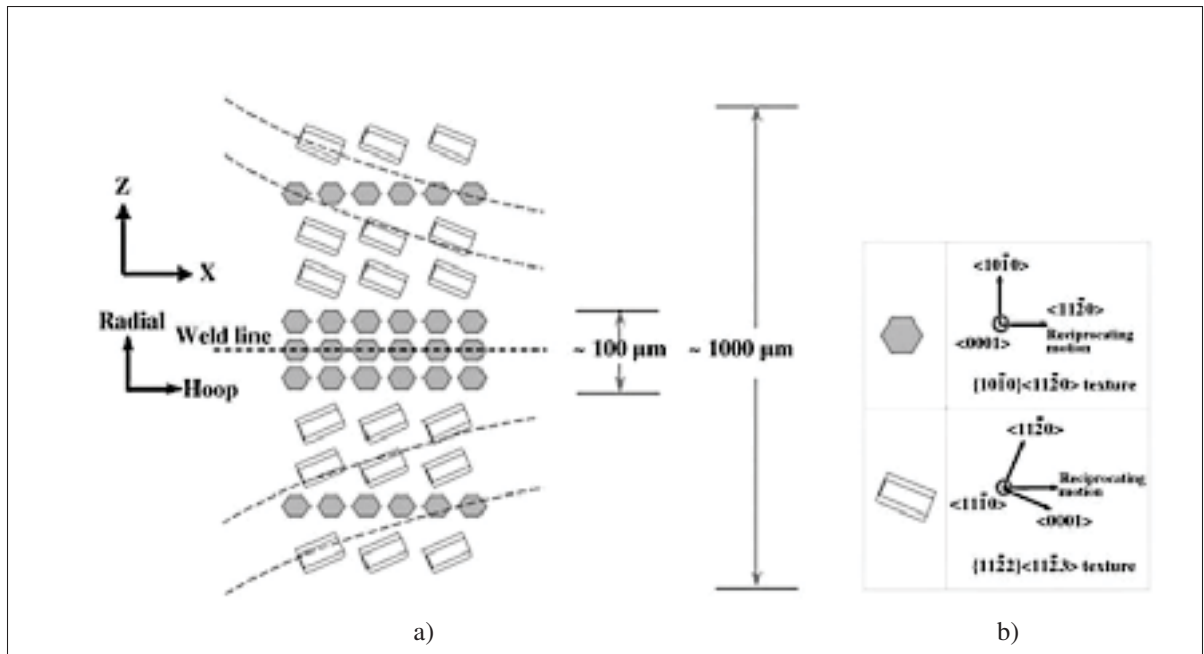 Z
X
Radial
Weld line
Hoop
~ 100 μm
~ 1000 μm
a)
<101̄0>
<112̄0>
Reciprocating
motion
<0001>
{101̄0}<112̄0> texture
<112̄0>
Reciprocating
motion
<11̄10>
<0001>
{112̄2}<112̄3> texture
b)